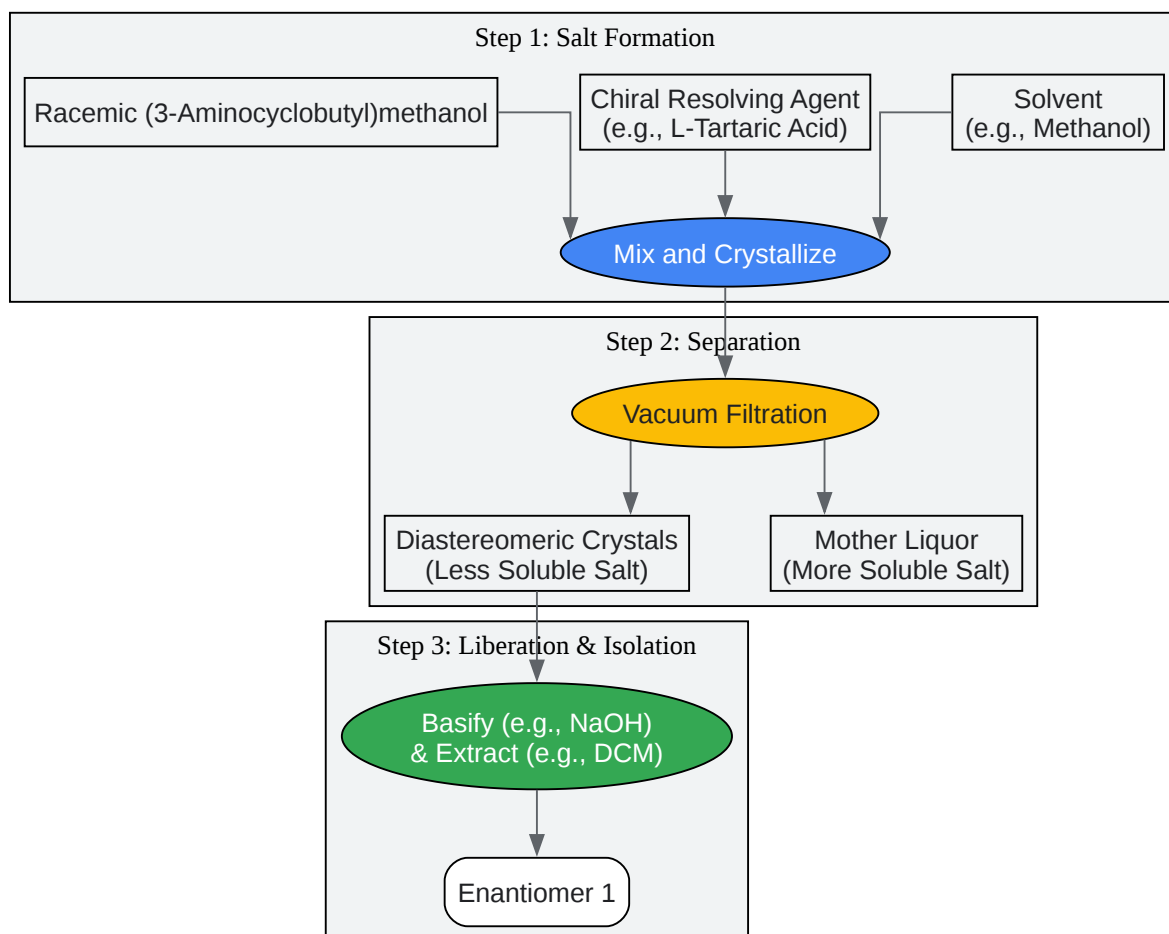 Step 1: Salt Formation
Racemic (3-Aminocyclobutyl)methanol
Chiral Resolving Agent
(e.g., L-Tartaric Acid)
Solvent
(e.g., Methanol)
Mix and Crystallize
Step 2: Separation
Vacuum Filtration
Diastereomeric Crystals
(Less Soluble Salt)
Mother Liquor
(More Soluble Salt)
Step 3: Liberation & Isolation
Basify (e.g., NaOH)
& Extract (e.g., DCM)
Enantiomer 1